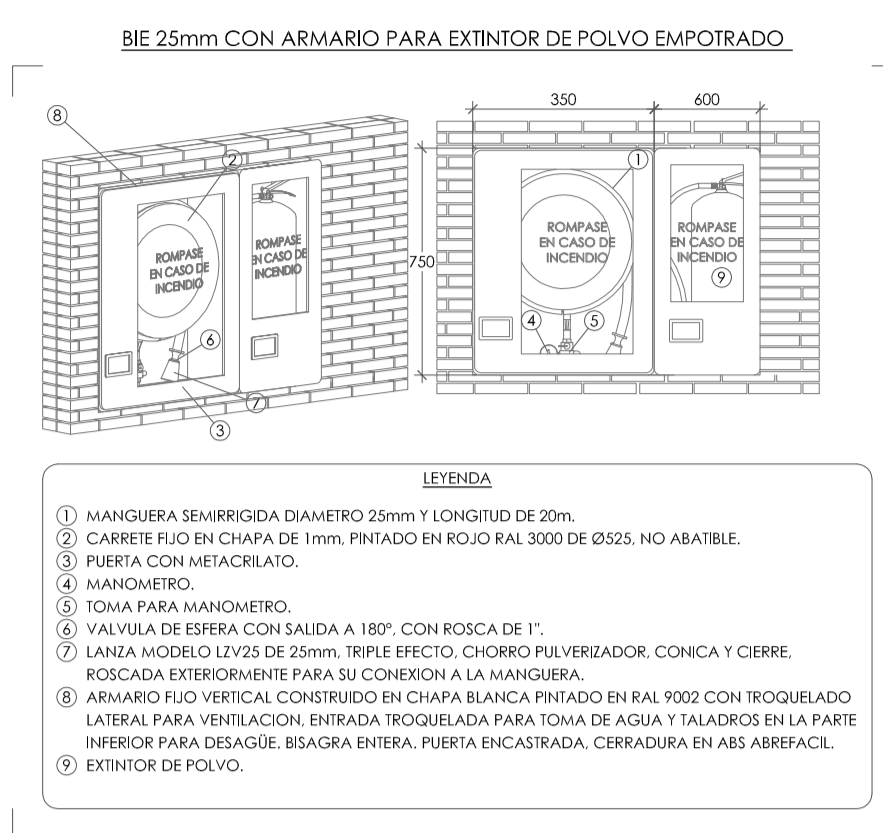 BIE 25mm CON ARMARIO PARA EXTINTOR DE POLVO EMPOTRADO
8
2
ROMPASE
EN CASO DE
INCENDIO
ROMPASE
EN CASO DE
INCENDIO
6
7
3
350
600
1
ROMPASE
EN CASO DE
INCENDIO
ROMPASE
EN CASO DE
INCENDIO
9
750
4
5
LEYENDA
1 MANGUERA SEMIRRIGIDA DIAMETRO 25mm Y LONGITUD DE 20m.
2 CARRETE FIJO EN CHAPA DE 1mm, PINTADO EN ROJO RAL 3000 DE Ø525, NO ABATIBLE.
3 PUERTA CON METACRILATO.
4 MANOMETRO.
5 TOMA PARA MANOMETRO.
6 VALVULA DE ESFERA CON SALIDA A 180°, CON ROSCA DE 1".
7 LANZA MODELO LZV25 DE 25mm, TRIPLE EFECTO, CHORRO PULVERIZADOR, CONICA Y CIERRE,
ROSCADA EXTERIORMENTE PARA SU CONEXION A LA MANGUERA.
8 ARMARIO FIJO VERTICAL CONSTRUIDO EN CHAPA BLANCA PINTADO EN RAL 9002 CON TROQUELADO
LATERAL PARA VENTILACION, ENTRADA TROQUELADA PARA TOMA DE AGUA Y TALADROS EN LA PARTE
INFERIOR PARA DESAGÜE. BISAGRA ENTERA. PUERTA ENCASTRADA, CERRADURA EN ABS ABREFACIL.
9 EXTINTOR DE POLVO.